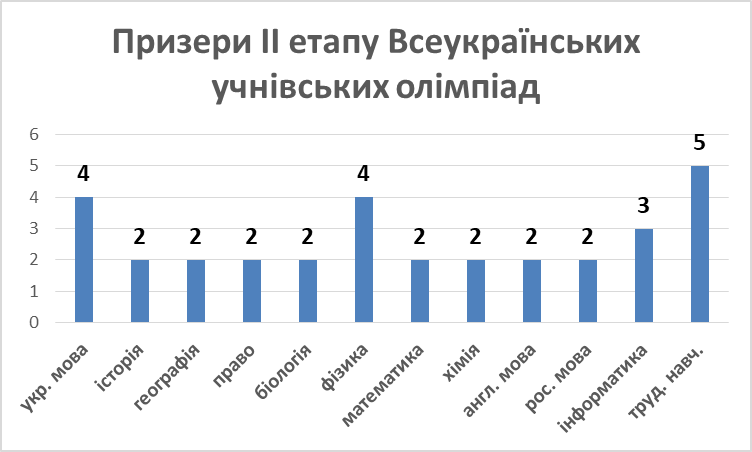 Призери ІІ етапу Всеукраїнських
учнівських олімпіад
6
5
4
3
2
1
0
4
2
2
2
2
4
2
2
2
2
3
5
укр. мова
історія
географія
право
біологія
фізика
математика
хімія
англ. мова
рос. мова
інформатика
труд. навч.